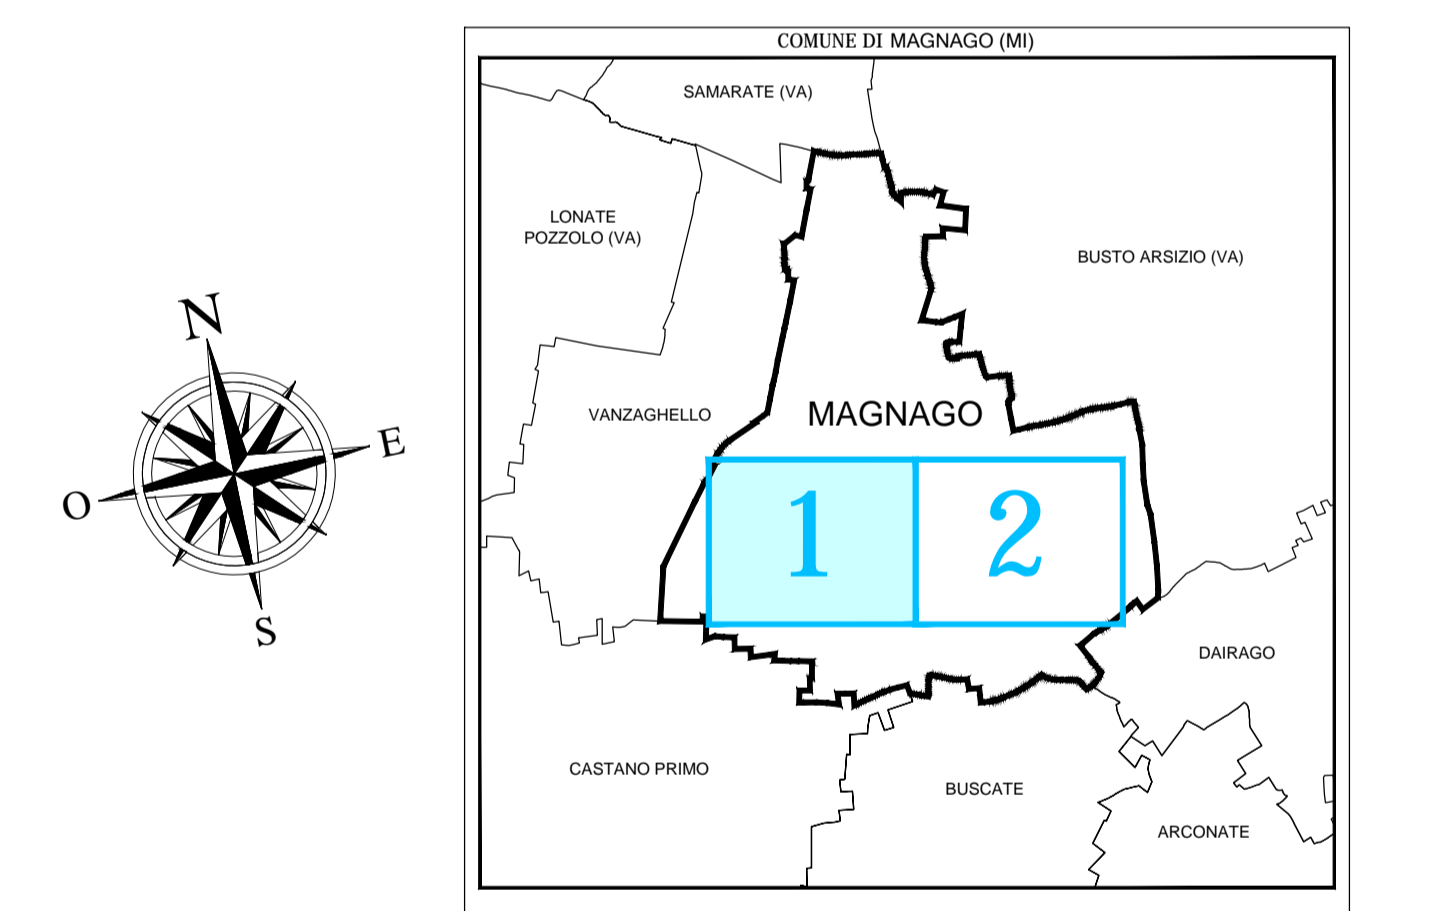 COMUNE DI MAGNAGO (MI)
SAMARATE (VA)
LONATE
POZZOLO (VA)
BUSTO ARSIZIO (VA)
N
VANZAGHELLO
MAGNAGO
E
O
1
2
S
DAIRAGO
CASTANO PRIMO
BUSCATE
ARCONATE